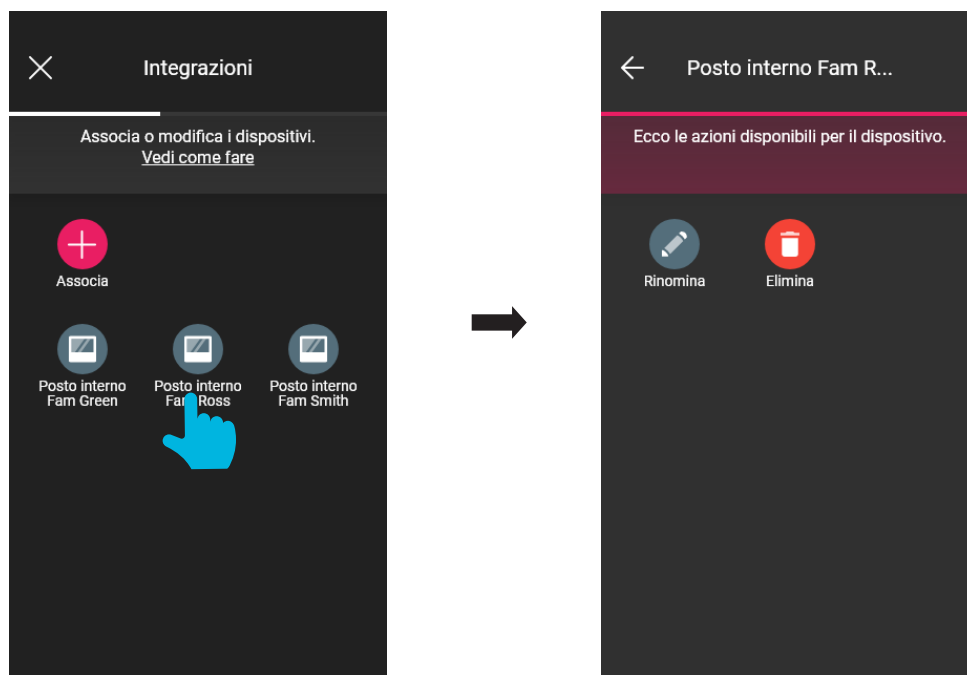 Integrazioni
Associa o modifica i dispositivi.
Vedi come fare
Associa
Posto interno
Fam Green
Posto interno
Fam Ross
Posto interno
Fam Smith
Posto interno Fam R...
Ecco le azioni disponibili per il dispositivo.
Rinomina
Elimina